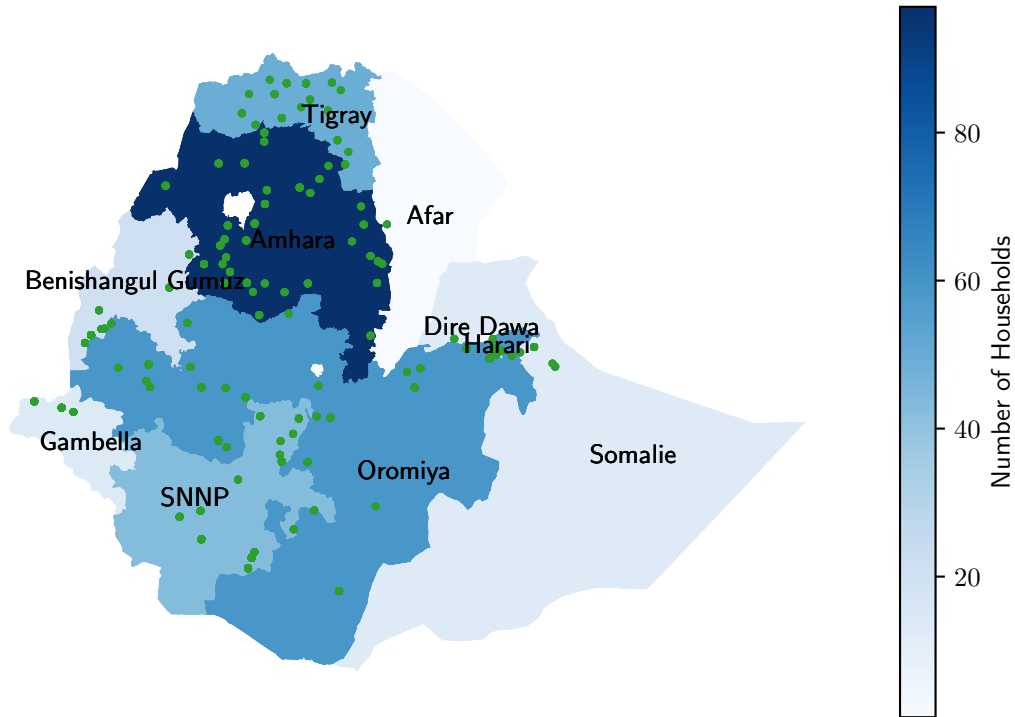 Tigray
Afar
Amhara
Benishangul Gumuz
Dire Dawa
Harari
Gambella
Somalie
Oromiya
SNNP
80
60
40
20
Number of Households